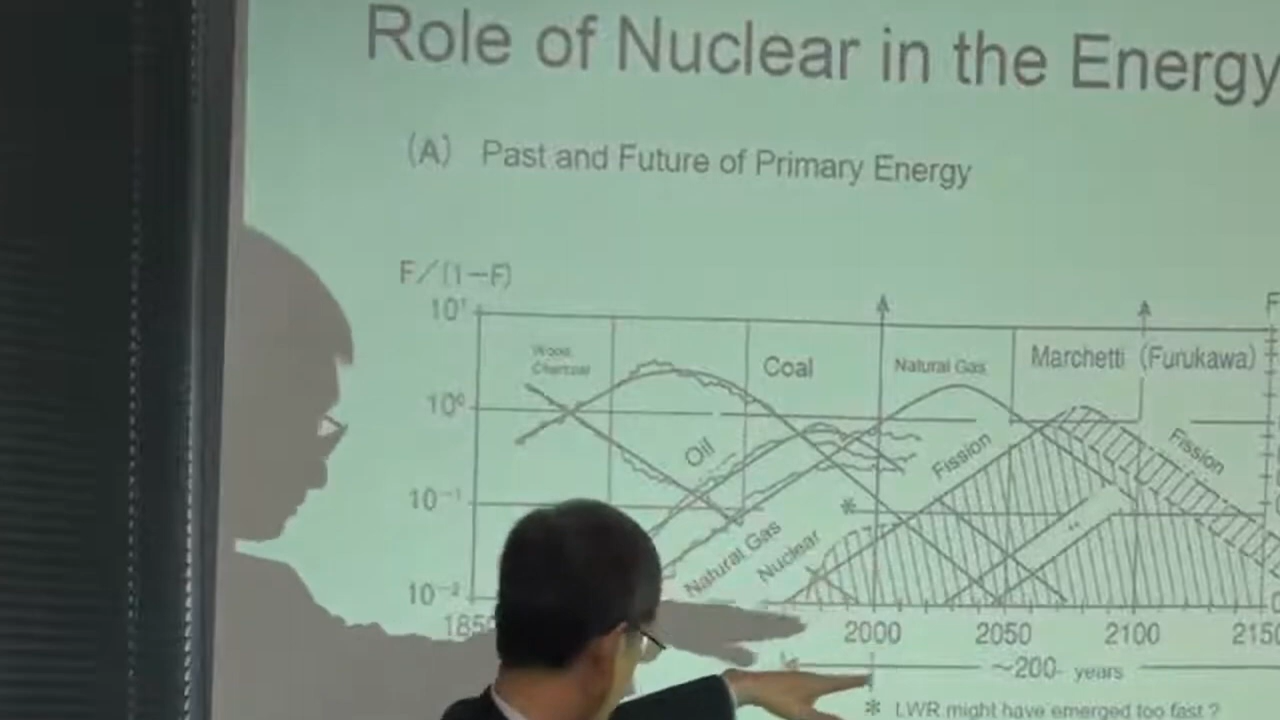 Role of Nuclear in the Energy
(A) Past and Future of Primary Energy
F/(1-F)
F
10¹
Wood,
Charcoal
Coal
Natural Gas
Marchetti (Furukawa)
10⁰
Oil
Fission
Fission
10⁻¹
*
Natural Gas
Nuclear
10⁻²
185
2000
2050
2100
215
~200 years
* LWR might have emerged too fast ?